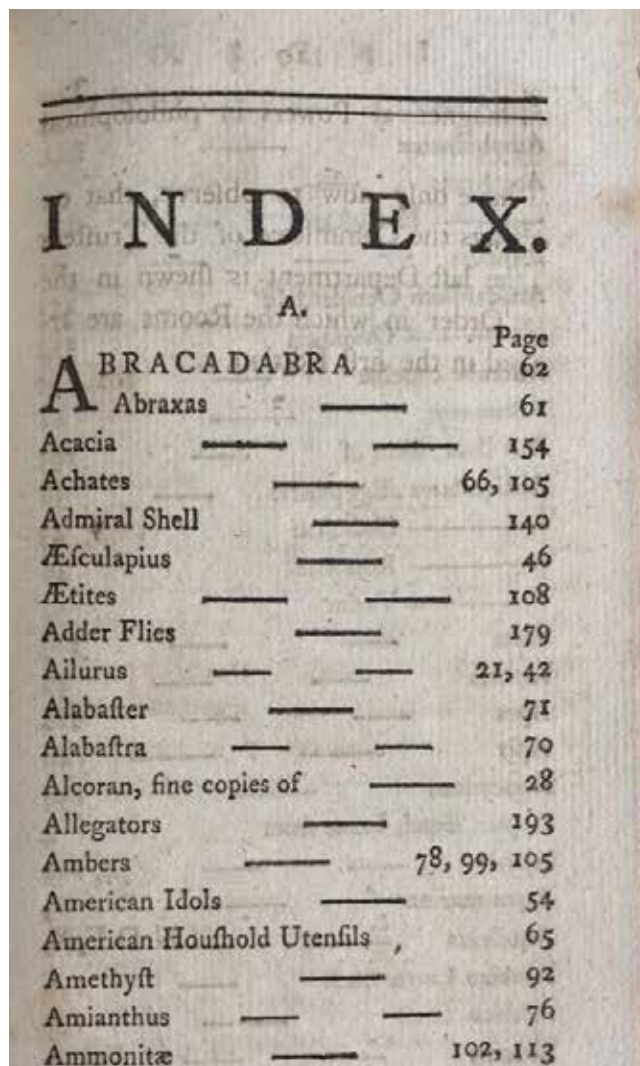 INDEX.
A.
Page
ABRACADABRA 62
Abraxas — 61
Acacia — — 154
Achates — 66, 105
Admiral Shell — 140
Æſculapius — 46
Ætites — — 108
Adder Flies — 179
Ailurus — — 21, 42
Alabaſter — 71
Alabaſtra — — 70
Alcoran, fine copies of — 28
Allegators — 193
Ambers — 78, 99, 105
American Idols — 54
American Houſhold Utenſils , 65
Amethyſt — 92
Amianthus — — 76
Ammonitæ — 102, 113